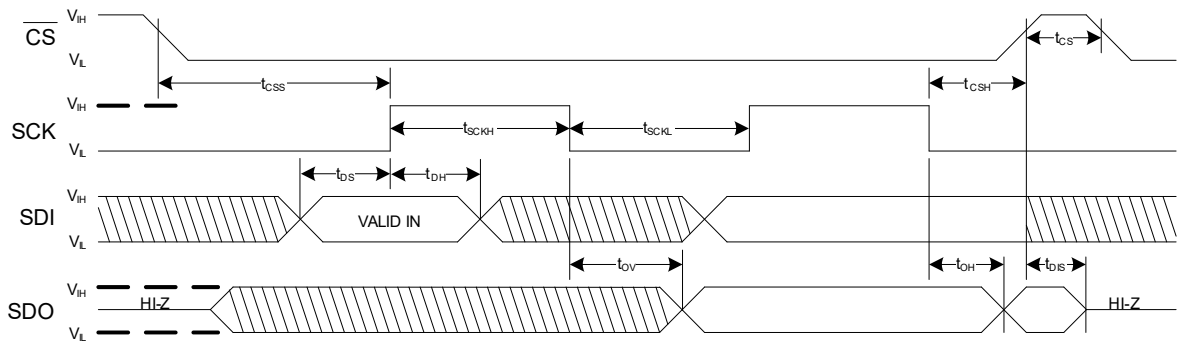 CS
VIH
VIL
tCS
tCSS
tCSH
SCK
VIH
VIL
tSCKH
tSCKL
tDS
tDH
SDI
VIH
VIL
VALID IN
tOV
tOH
tDIS
SDO
VIH
VIL
HI-Z
HI-Z